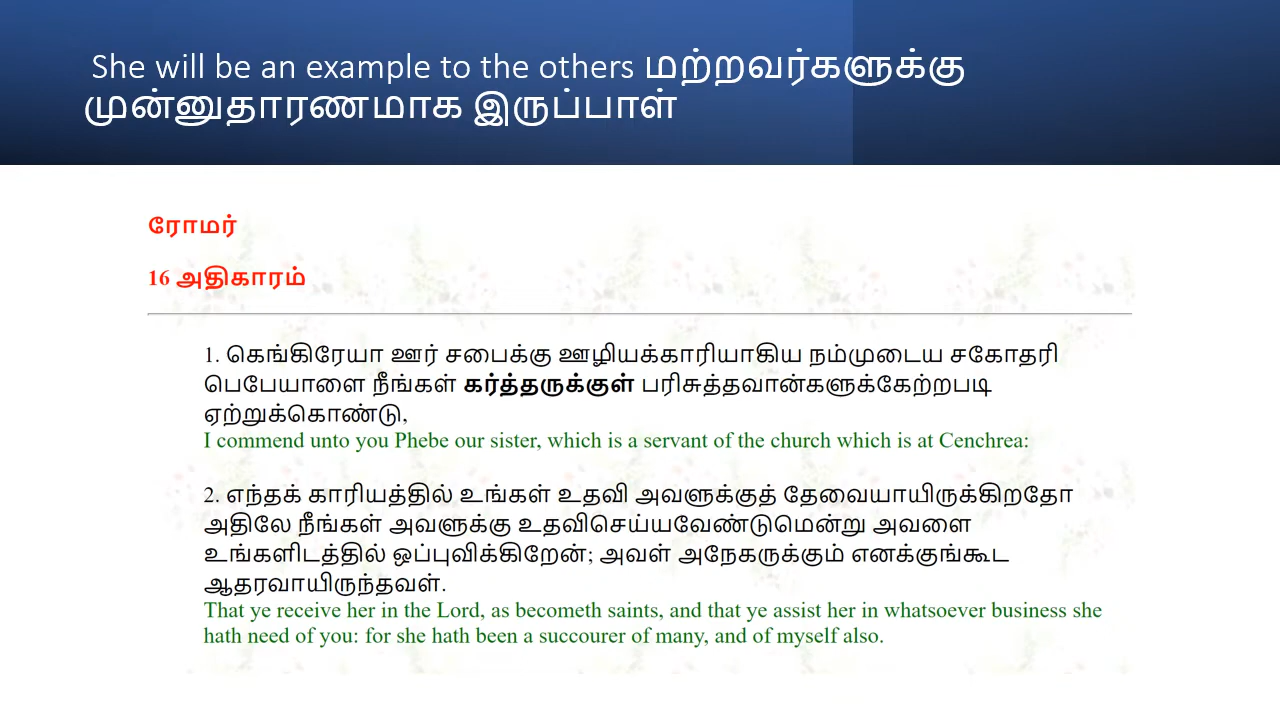 She will be an example to the others மற்றவர்களுக்கு
முன்னுதாரணமாக இருப்பாள்
ரோமர்
16 அதிகாரம்
1. கெங்கிரேயா ஊர் சபைக்கு ஊழியக்காரியாகிய நம்முடைய சகோதரி
பெபேயாளை நீங்கள் கர்த்தருக்குள் பரிசுத்தவான்களுக்கேற்றபடி
ஏற்றுக்கொண்டு,
I commend unto you Phebe our sister, which is a servant of the church which is at Cenchrea:
2. எந்தக் காரியத்தில் உங்கள் உதவி அவளுக்குத் தேவையாயிருக்கிறதோ
அதிலே நீங்கள் அவளுக்கு உதவிசெய்யவேண்டுமென்று அவளை
உங்களிடத்தில் ஒப்புவிக்கிறேன்; அவள் அநேகருக்கும் எனக்குங்கூட
ஆதரவாயிருந்தவள்.
That ye receive her in the Lord, as becometh saints, and that ye assist her in whatsoever business she
hath need of you: for she hath been a succourer of many, and of myself also.